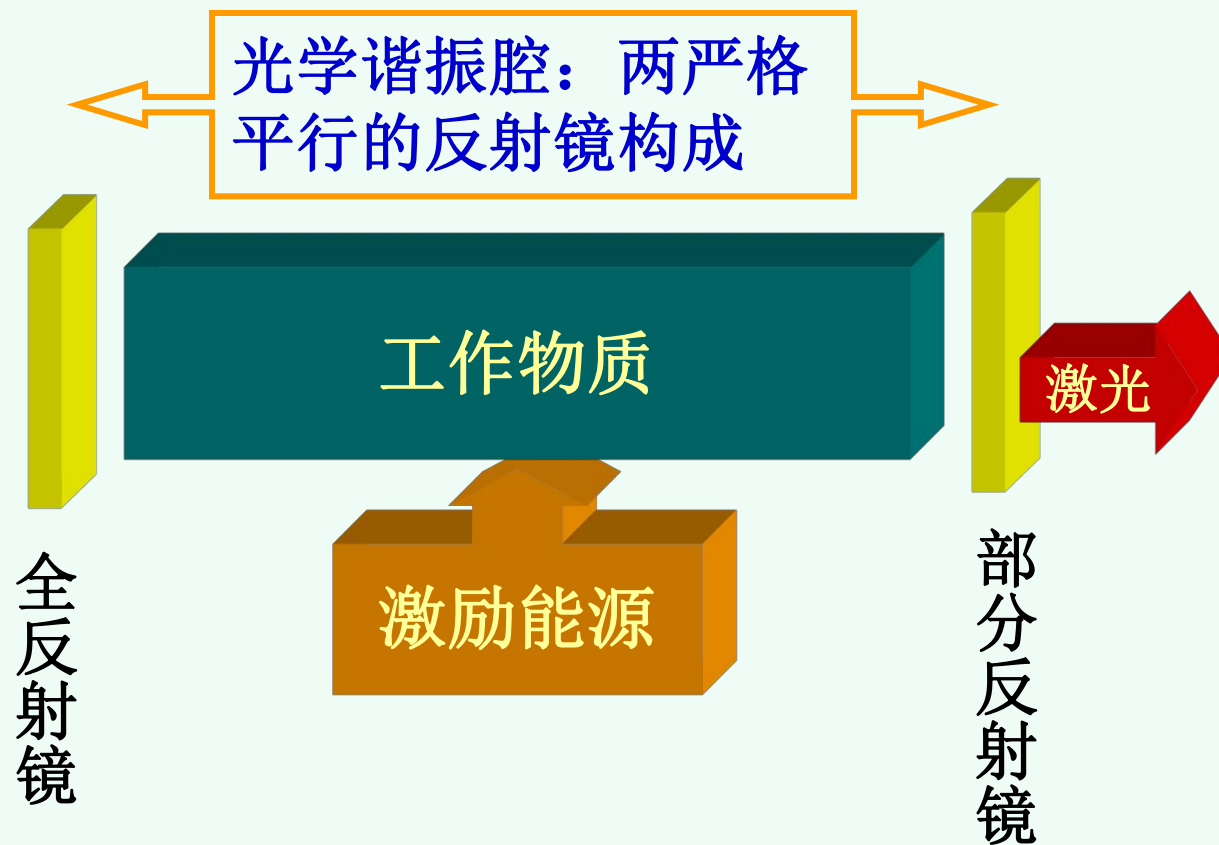 光学谐振腔：两严格
平行的反射镜构成
工作物质
激光
激励能源
全反射镜
部分反射镜